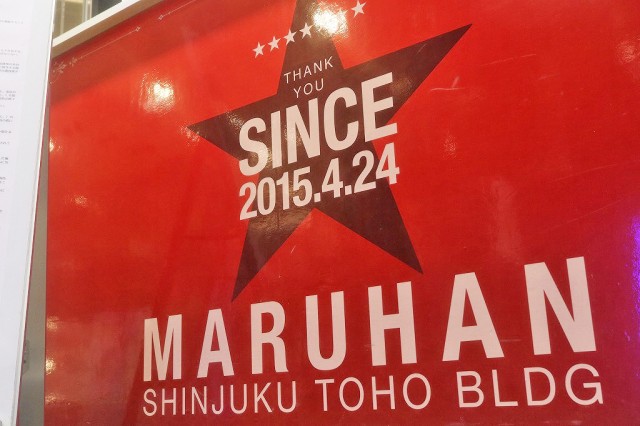 THANK
YOU
SINCE
2015.4.24
MARUHAN
SHINJUKU TOHO BLDG